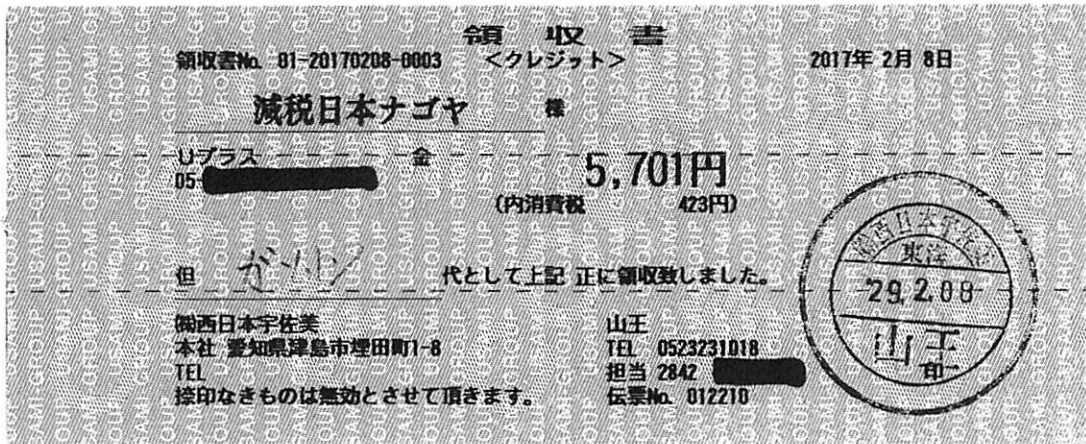 領収書
領収書No. 01-20170208-0003 <クレジット> 2017年 2月 8日
減税日本ナゴヤ 様
Uプラス 金 5,701円
05-
(内消費税 423円)
但 ガソリン 代として上記 正に領収致しました。
㈱西日本宇佐美 山王
本社 愛知県津島市埋田町1-8 TEL 0523231018
TEL 担当 2842
捺印なきものは無効とさせて頂きます。 伝票No. 012210
㈱西日本宇佐美
東海
29.2.08
山王
印
USAMI GROUP